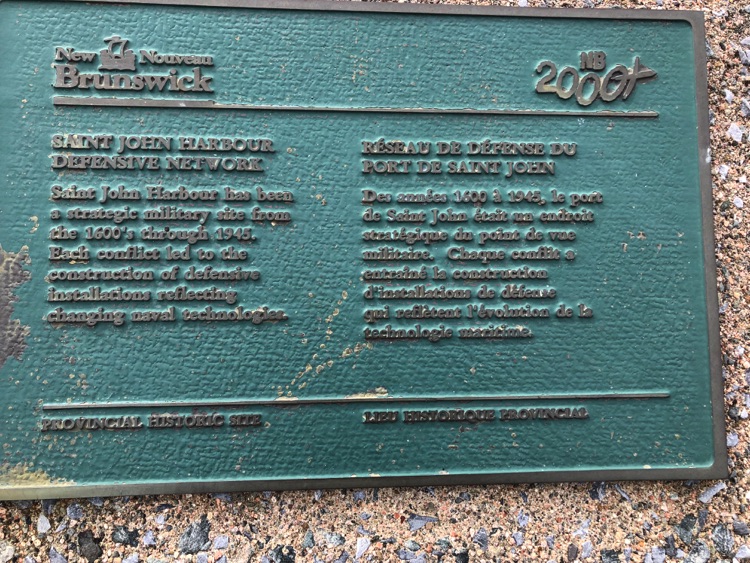 New Nouveau
Brunswick
NB
2000
SAINT JOHN HARBOUR
DEFENSIVE NETWORK
Saint John Harbour has been
a strategic military site from
the 1600's through 1945.
Each conflict led to the
construction of defensive
installations reflecting
changing naval technologies.
PROVINCIAL HISTORIC SITE
RÉSEAU DE DÉFENSE DU
PORT DE SAINT JOHN
Des années 1600 à 1945, le port
de Saint John était un endroit
stratégique du point de vue
militaire. Chaque conflit a
entraîné la construction
d'installations de défense
qui reflètent l'évolution de la
technologie maritime.
LIEU HISTORIQUE PROVINCIAL